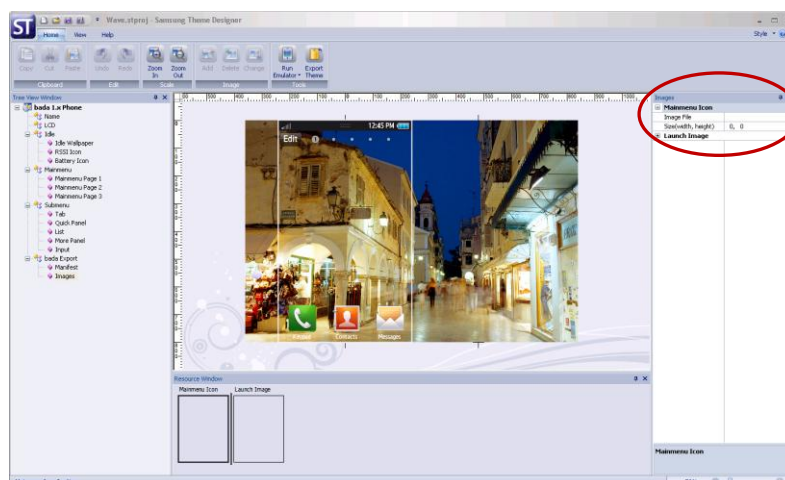 ST
Wave.stproj - Samsung Theme Designer
Home View Help
Style
Copy Cut Paste Undo Redo Zoom In Zoom Out Add Delete Change Run Emulator Export Theme
Clipboard Edit Scale Image Tools
Tree View Window
bada 1.x Phone
Name
LCD
Idle
Idle Wallpaper
RSSI Icon
Battery Icon
Mainmenu
Mainmenu Page 1
Mainmenu Page 2
Mainmenu Page 3
Submenu
Tab
Quick Panel
List
More Panel
Input
bada Export
Manifest
Images
12:45 PM
Edit 1
Keypad Contacts Messages
Resource Window
Mainmenu Icon Launch Image
Images
Mainmenu Icon
Image File
Size(width, height) 0, 0
Launch Image
Mainmenu Icon